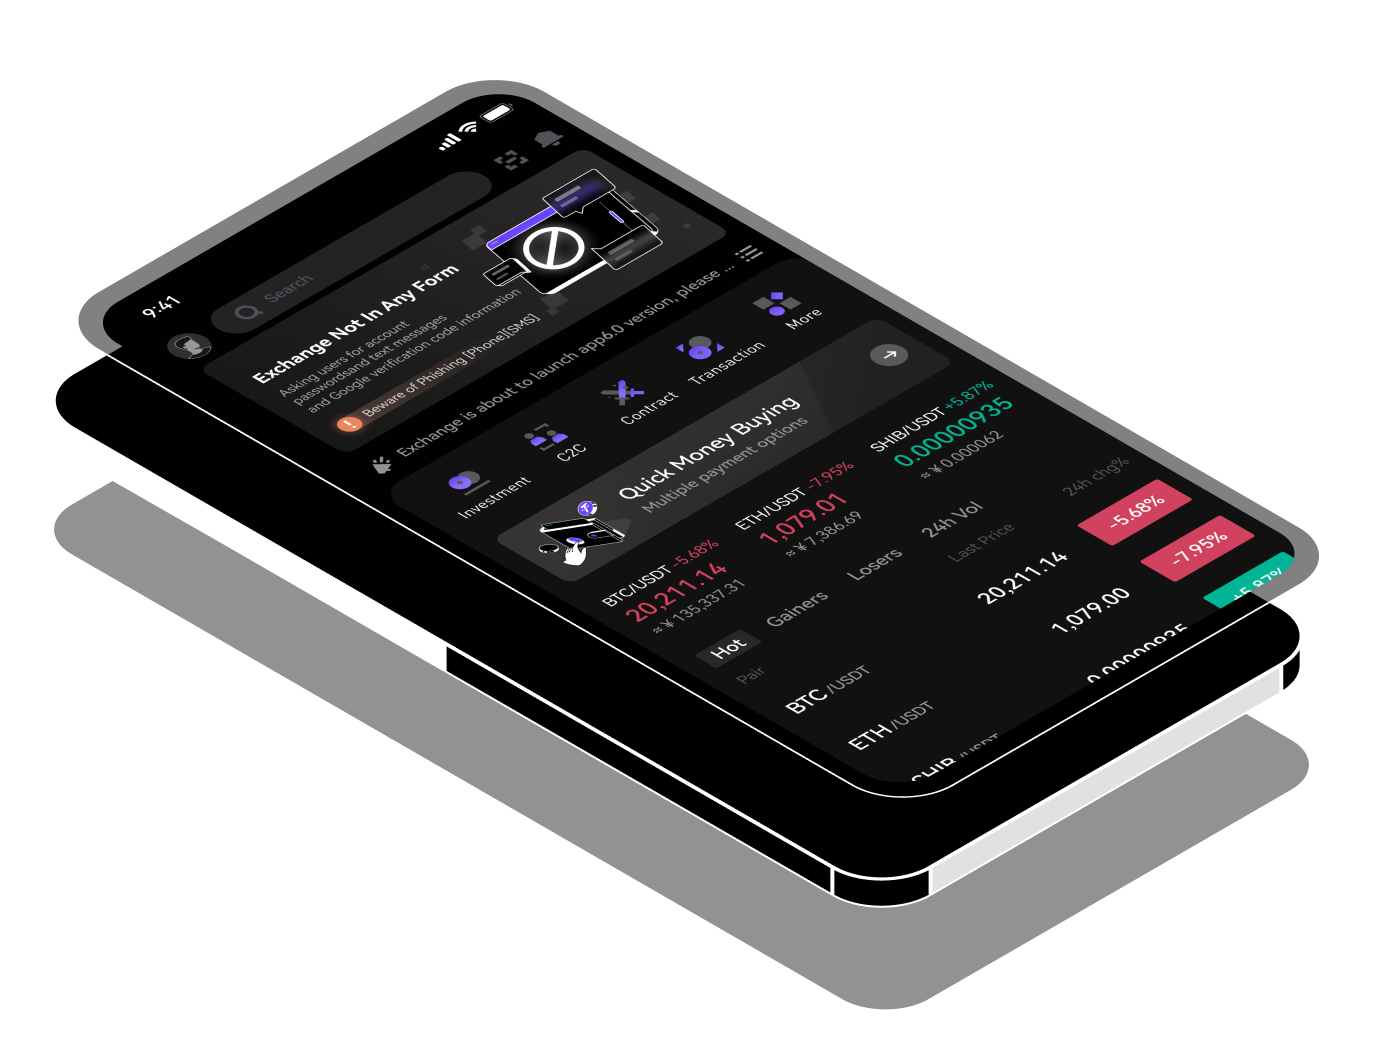 9:41
Search
Exchange Not In Any Form
Asking users for account
passwordsand text messages
and Google verification code information
Beware of Phishing [Phone][SMS]
Exchange is about to launch app6.0 version, please ...
Investment
C2C
Contract
Transaction
More
Quick Money Buying
Multiple payment options
BTC/USDT -5.68%
20,211.14
≈ ¥ 135,337.31
ETH/USDT -7.95%
1,079.01
≈ ¥ 7,386.69
SHIB/USDT +5.87%
0.00000935
≈ ¥ 0.000062
Hot
Gainers
Losers
24h Vol
Pair
Last Price
24h chg%
BTC /USDT
20,211.14
-5.68%
ETH /USDT
1,079.00
-7.95%
SHIB /USDT
0.00000935
+5.87%